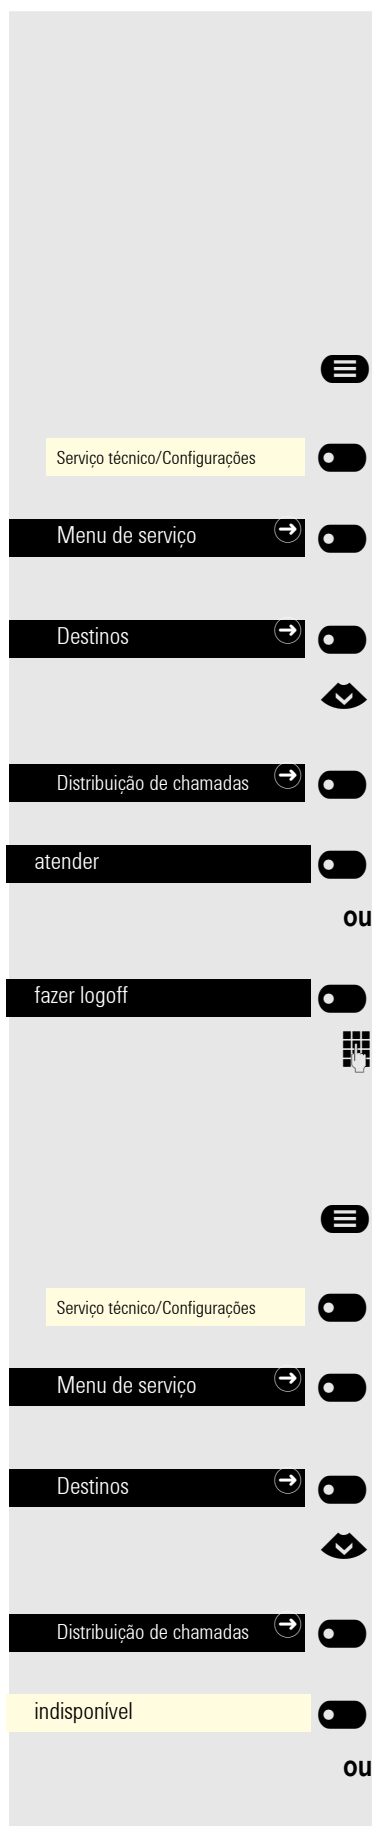 Serviço técnico/Configurações
Menu de serviço
Destinos
Distribuição de chamadas
atender
ou
fazer logoff
Serviço técnico/Configurações
Menu de serviço
Destinos
Distribuição de chamadas
indisponível
ou